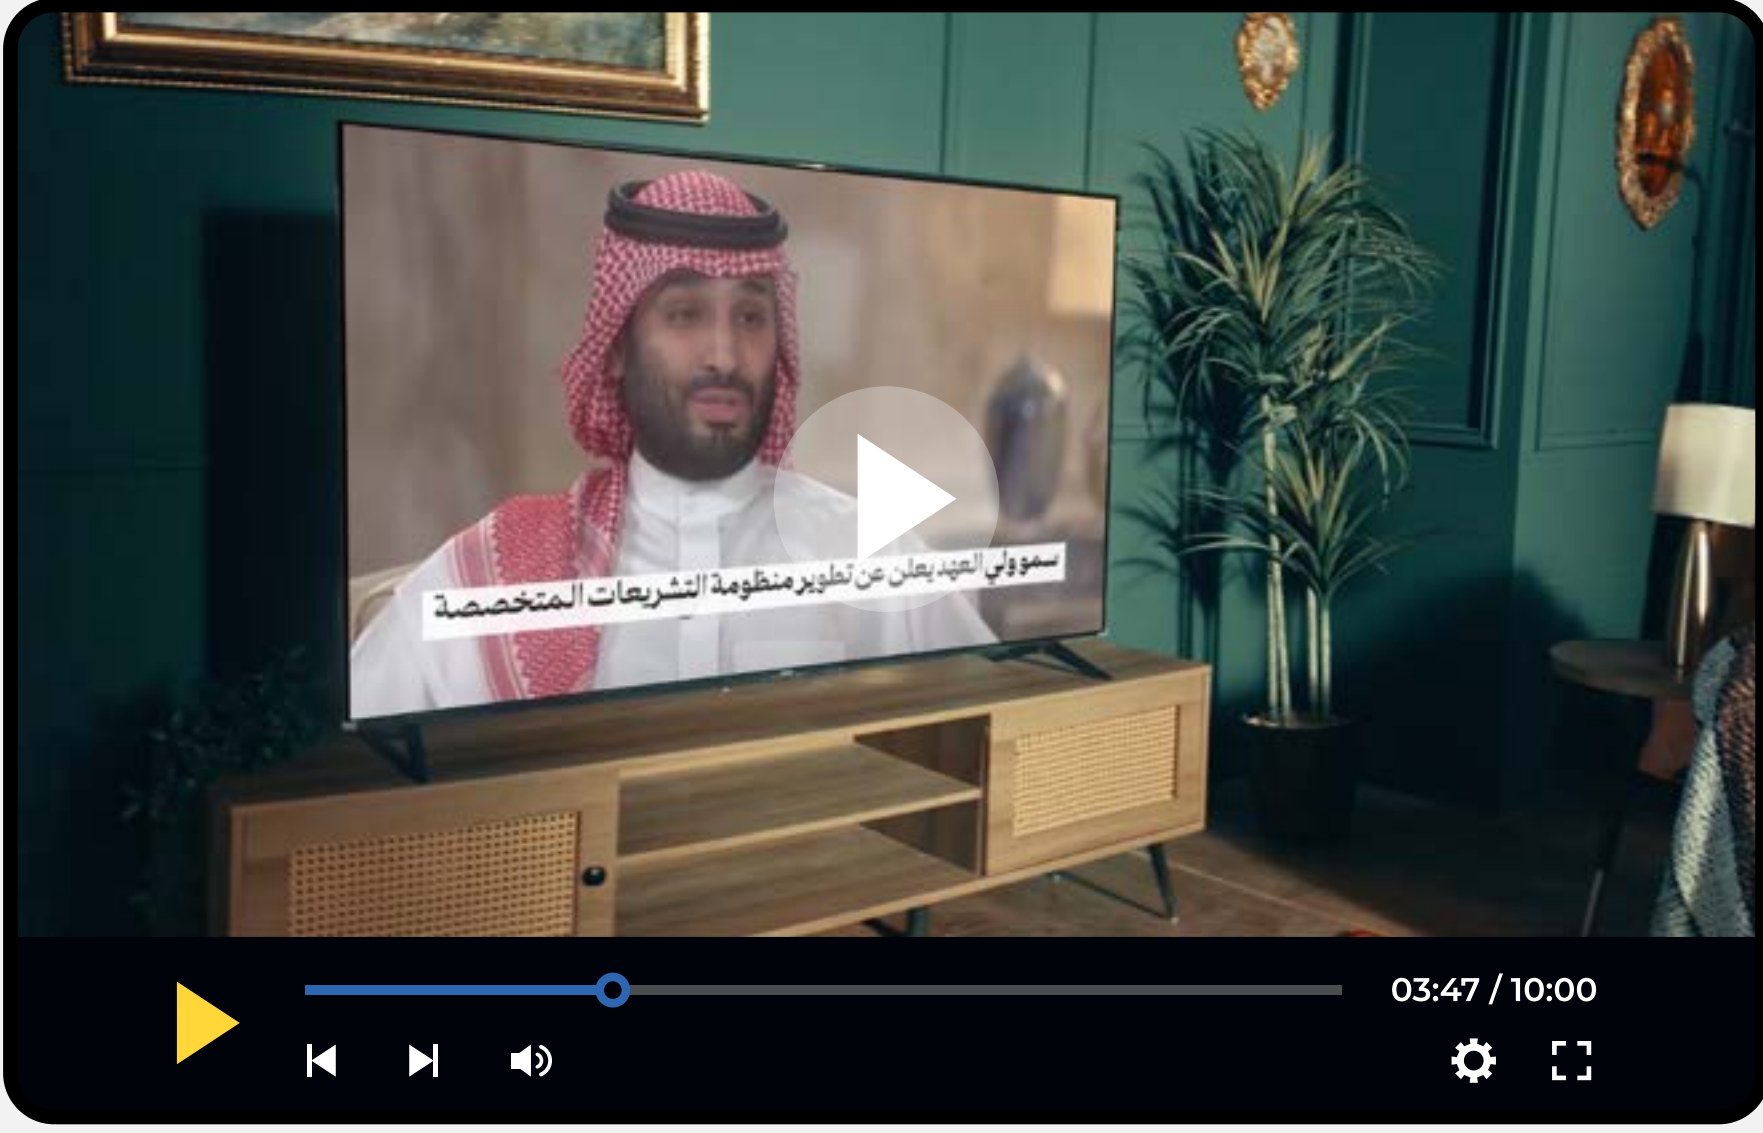 سمو ولي العهد يعلن عن تطوير منظومة التشريعات المتخصصة
03:47 / 10:00